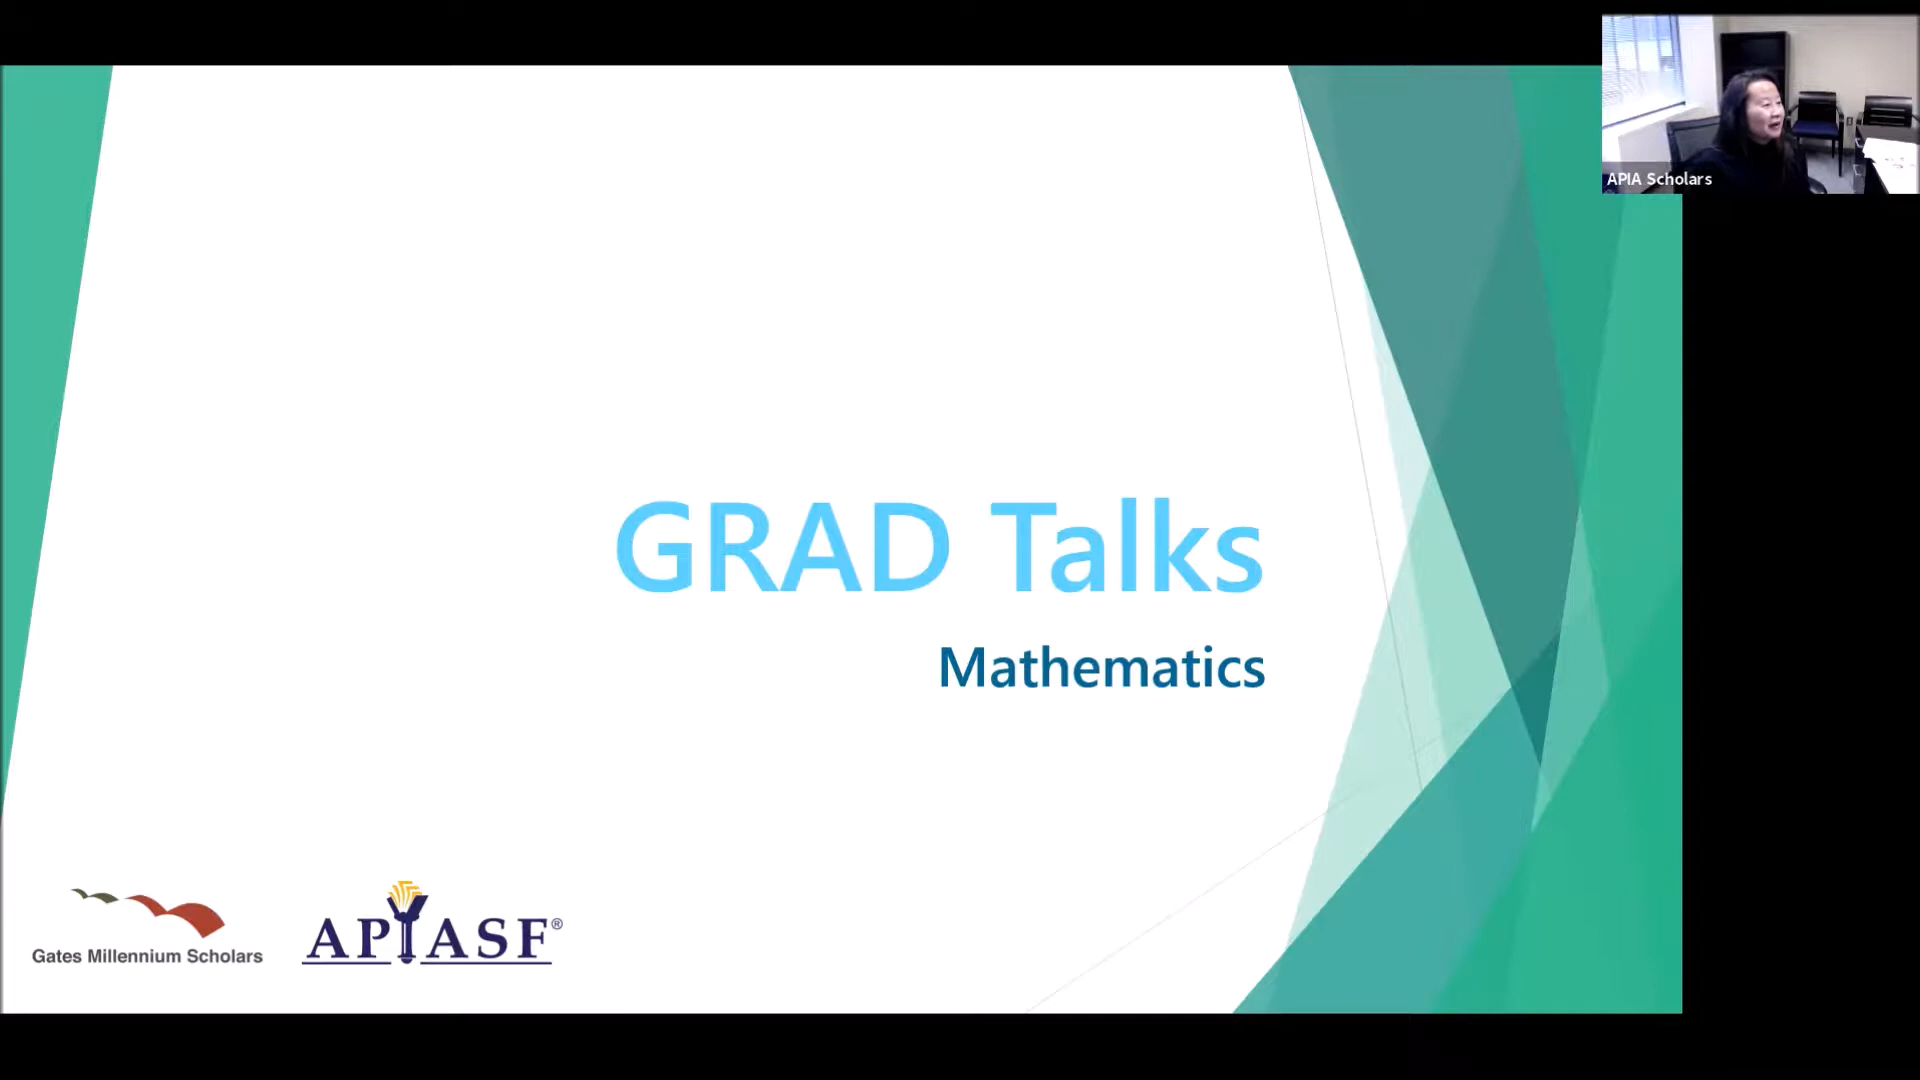 APIA Scholars
GRAD Talks
Mathematics
Gates Millennium Scholars
APIASF®